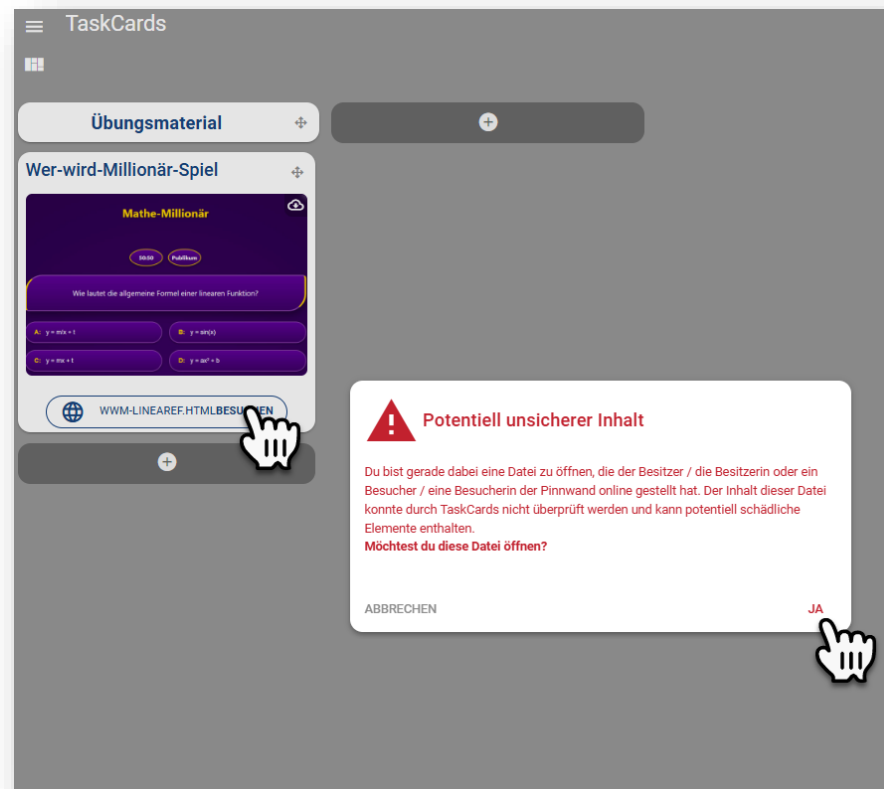 TaskCards
Übungsmaterial
Wer-wird-Millionär-Spiel
Mathe-Millionär
50:50 Publikum
Wie lautet die allgemeine Formel einer linearen Funktion?
A: y = m/x + t B: y = sin(x)
C: y = mx + t D: y = ax² + b
WWM-LINEAREF.HTML
Potentiell unsicherer Inhalt
Du bist gerade dabei eine Datei zu öffnen, die der Besitzer / die Besitzerin oder ein
Besucher / eine Besucherin der Pinnwand online gestellt hat. Der Inhalt dieser Datei
konnte durch TaskCards nicht überprüft werden und kann potentiell schädliche
Elemente enthalten.
Möchtest du diese Datei öffnen?
ABBRECHEN JA